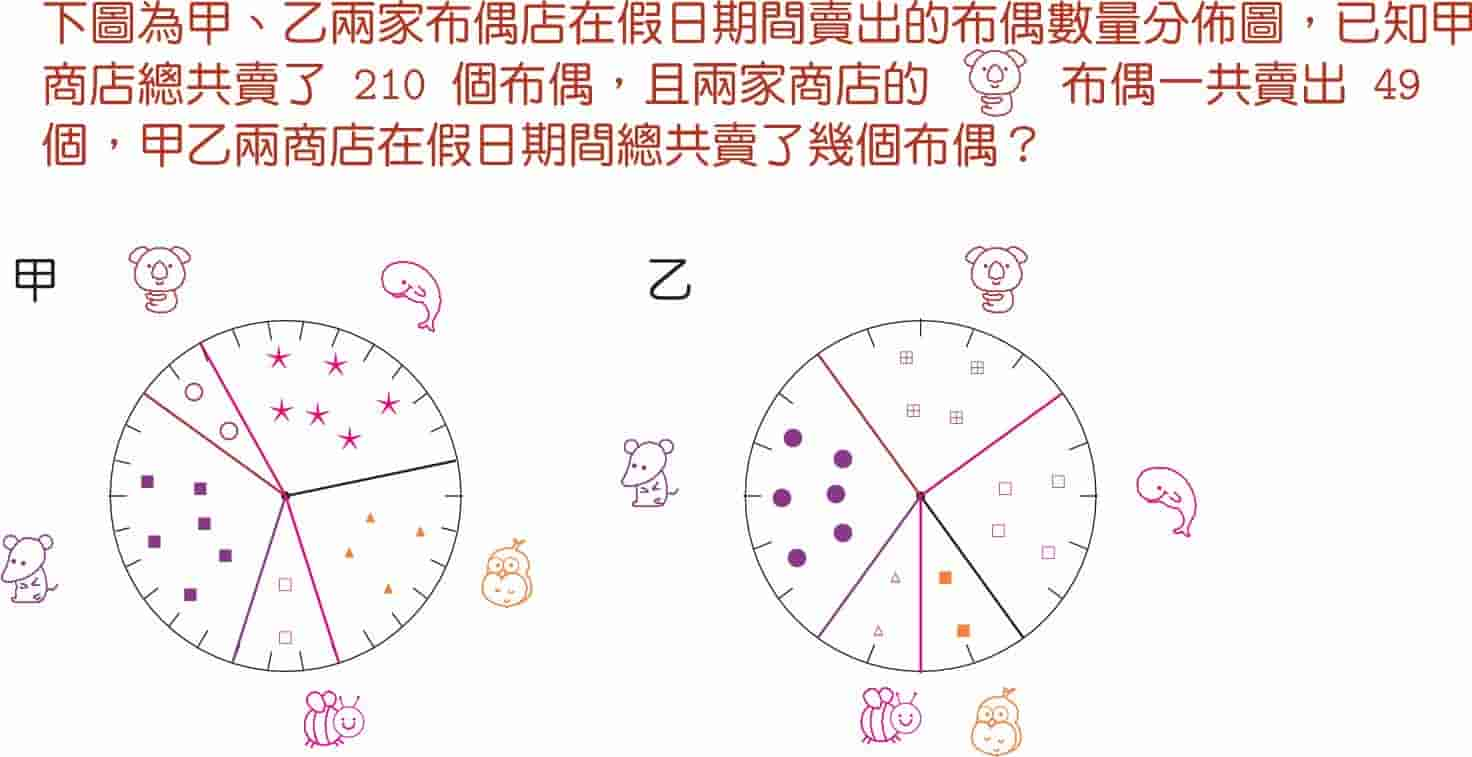 下圖為甲、乙兩家布偶店在假日期間賣出的布偶數量分佈圖，已知甲
商店總共賣了 210 個布偶，且兩家商店的 布偶一共賣出 49
個，甲乙兩商店在假日期間總共賣了幾個布偶？
甲 乙